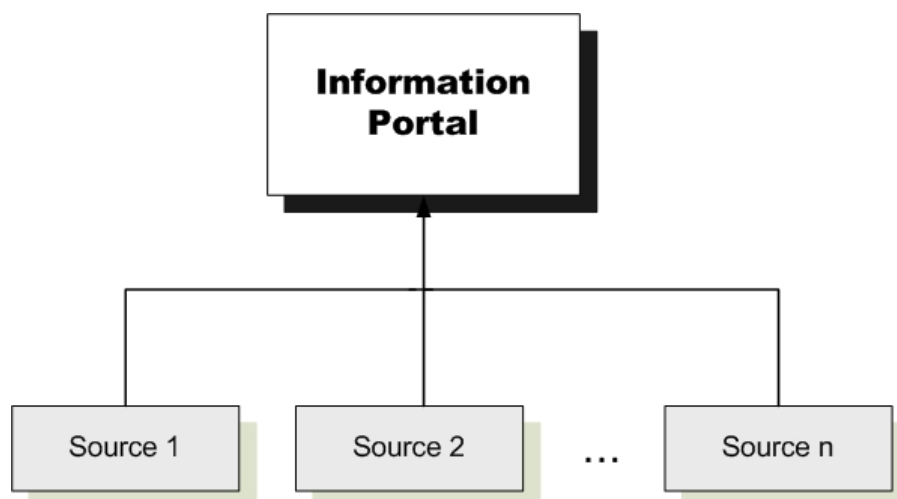 Information
Portal
Source 1
Source 2
...
Source n